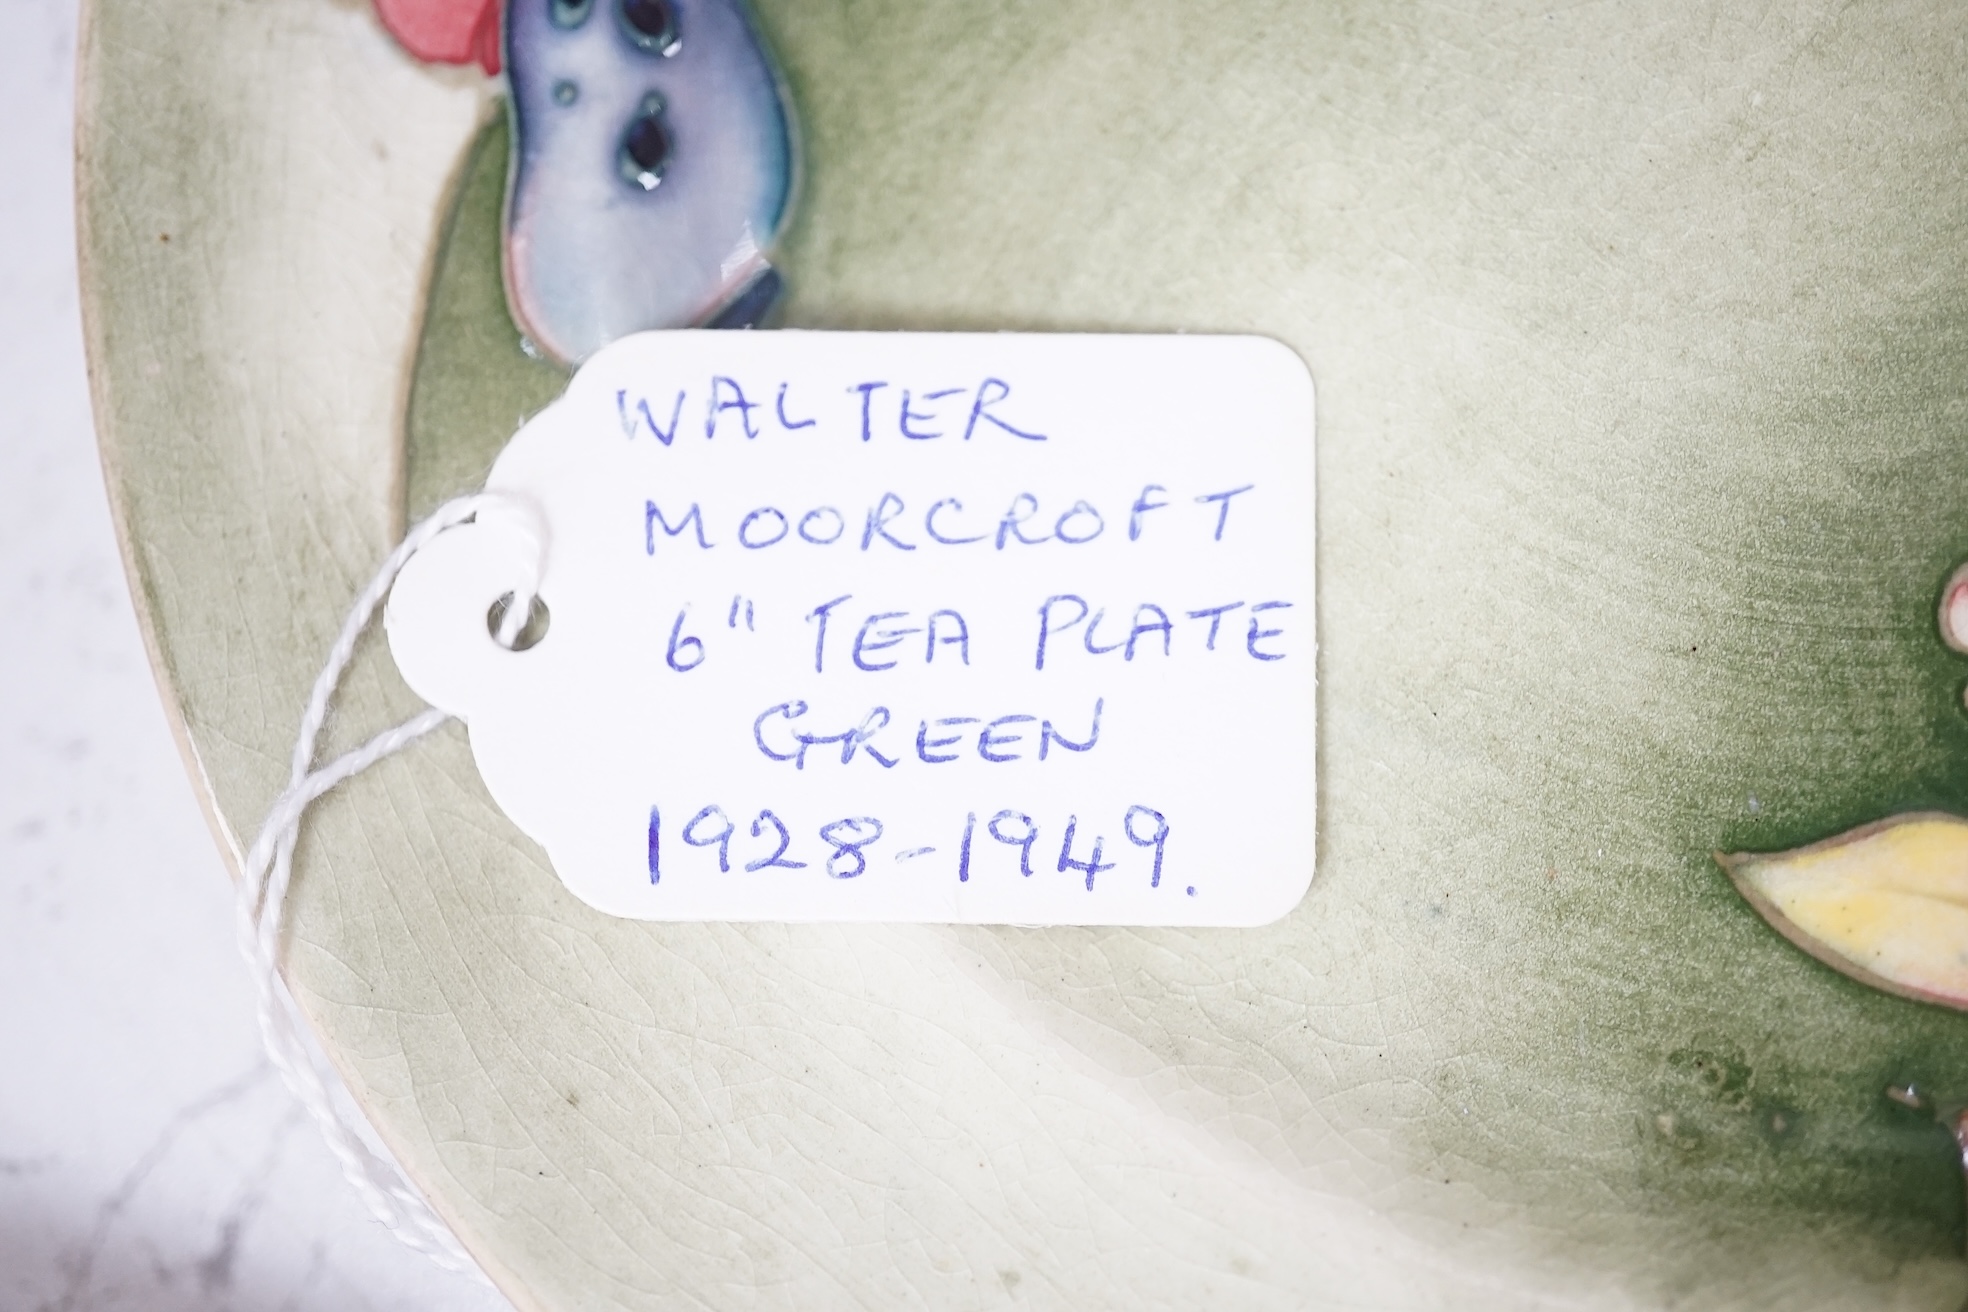 WALTER
MOORCROFT
6" TEA PLATE
GREEN
1928-1949.